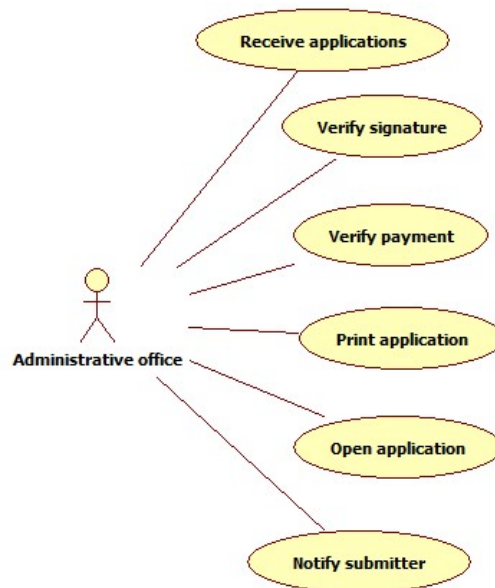 Receive applications
Verify signature
Verify payment
Print application
Administrative office
Open application
Notify submitter